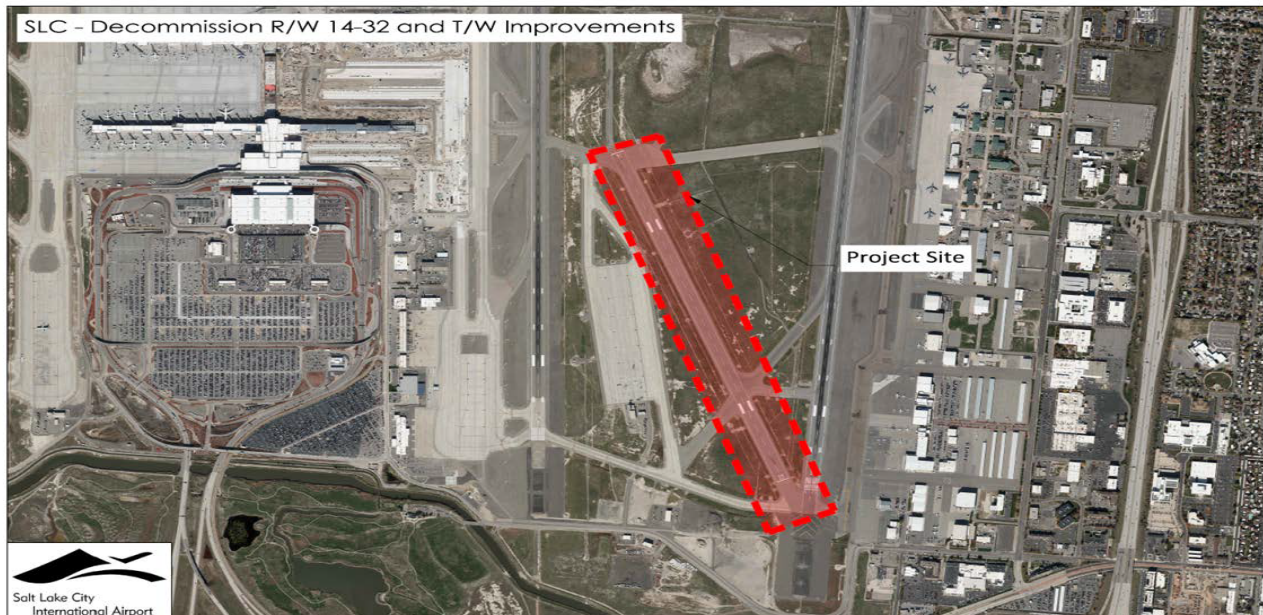 SLC - Decommission R/W 14-32 and T/W Improvements
Project Site
Salt Lake City
International Airport